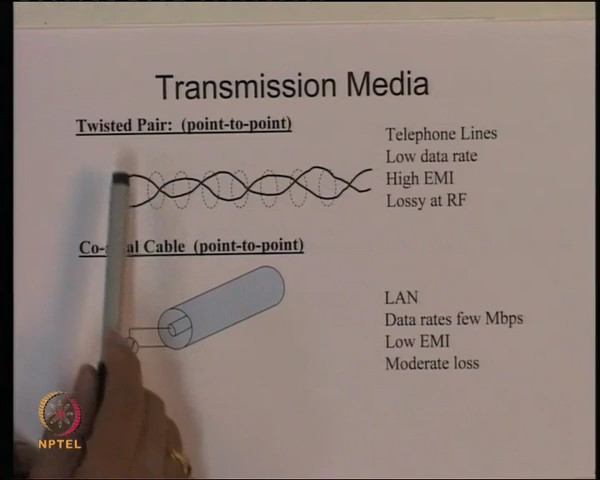 Transmission Media
Twisted Pair: (point-to-point)
Telephone Lines
Low data rate
High EMI
Lossy at RF
Cable (point-to-point)
LAN
Data rates few Mbps
Low EMI
Moderate loss
NPTEL